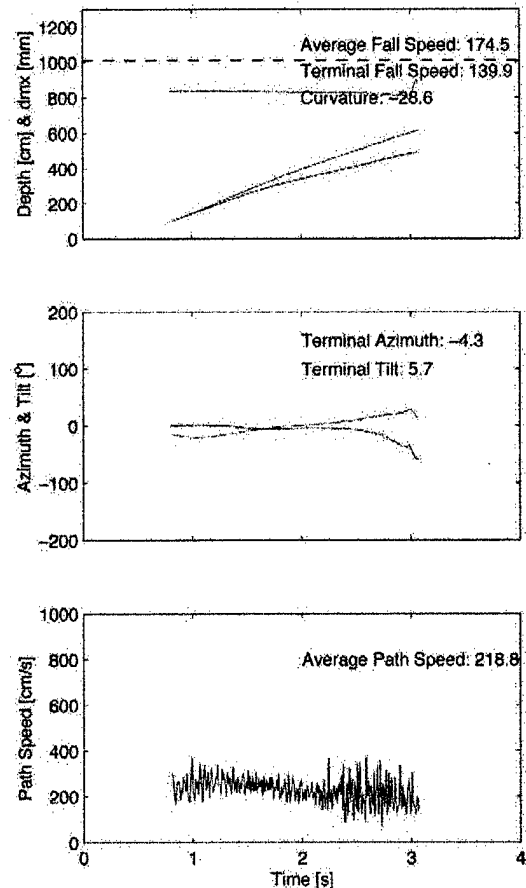 1200
1000
800
600
400
200
0
Depth [cm] & dmx [mm]
Average Fall Speed: 174.5
Terminal Fall Speed: 139.9
Curvature: −28.6
200
100
0
−100
−200
Azimuth & Tilt [°]
Terminal Azimuth: −4.3
Terminal Tilt: 5.7
1000
800
600
400
200
0
Path Speed [cm/s]
Average Path Speed: 218.8
0 1 2 3 4
Time [s]